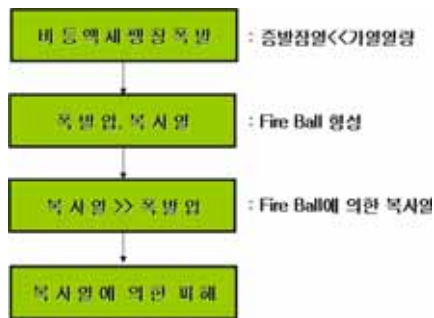 비등액체팽창폭발 : 증발잠열<<가열열량
폭발압, 복사열 : Fire Ball 형성
복사열 >> 폭발압 : Fire Ball에 의한 복사열
복사열에 의한 피해